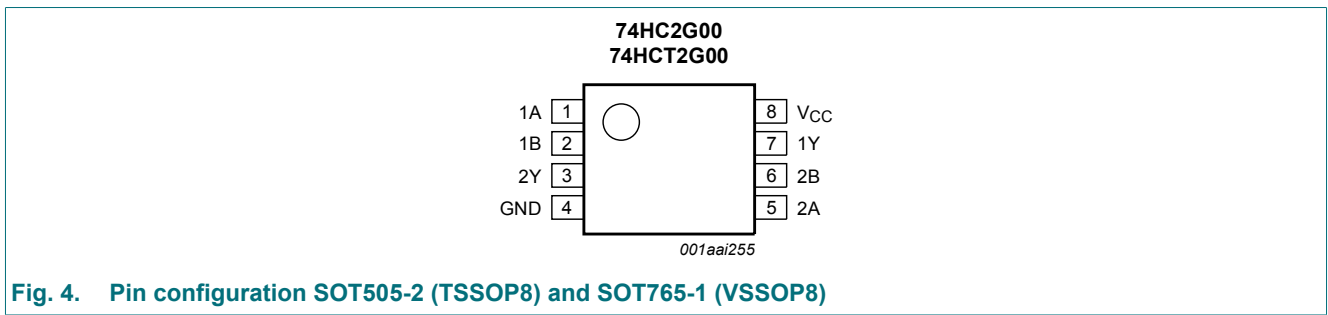 74HC2G00
74HCT2G00
1A 1 8 VCC
1B 2 7 1Y
2Y 3 6 2B
GND 4 5 2A
001aai255
Fig. 4. Pin configuration SOT505-2 (TSSOP8) and SOT765-1 (VSSOP8)